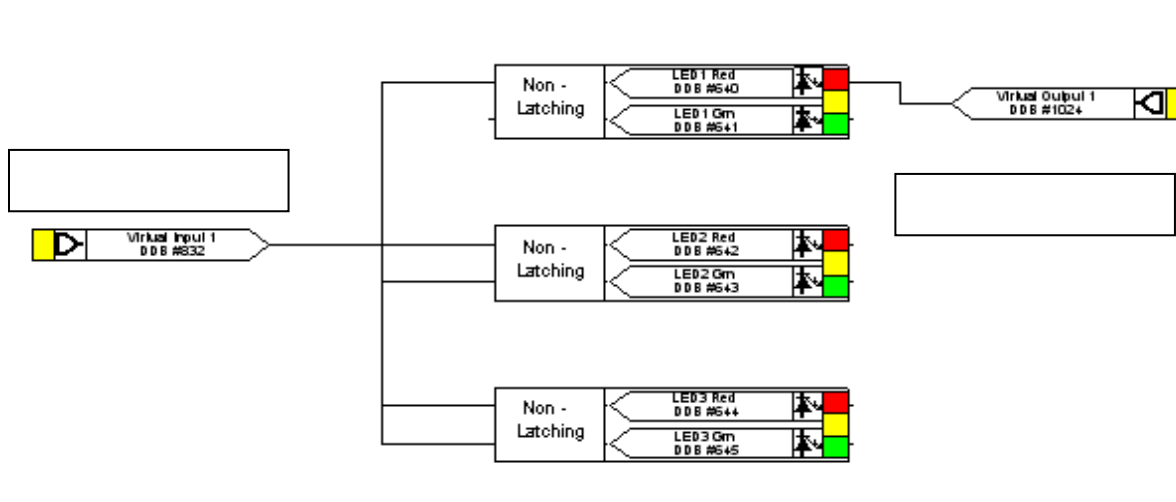 Non -
Latching
LED1 Red
DDB #640
LED1 Grn
DDB #641
Virtual Output 1
DDB #1024
Virtual Input 1
DDB #832
Non -
Latching
LED2 Red
DDB #642
LED2 Grn
DDB #643
Non -
Latching
LED3 Red
DDB #644
LED3 Grn
DDB #645